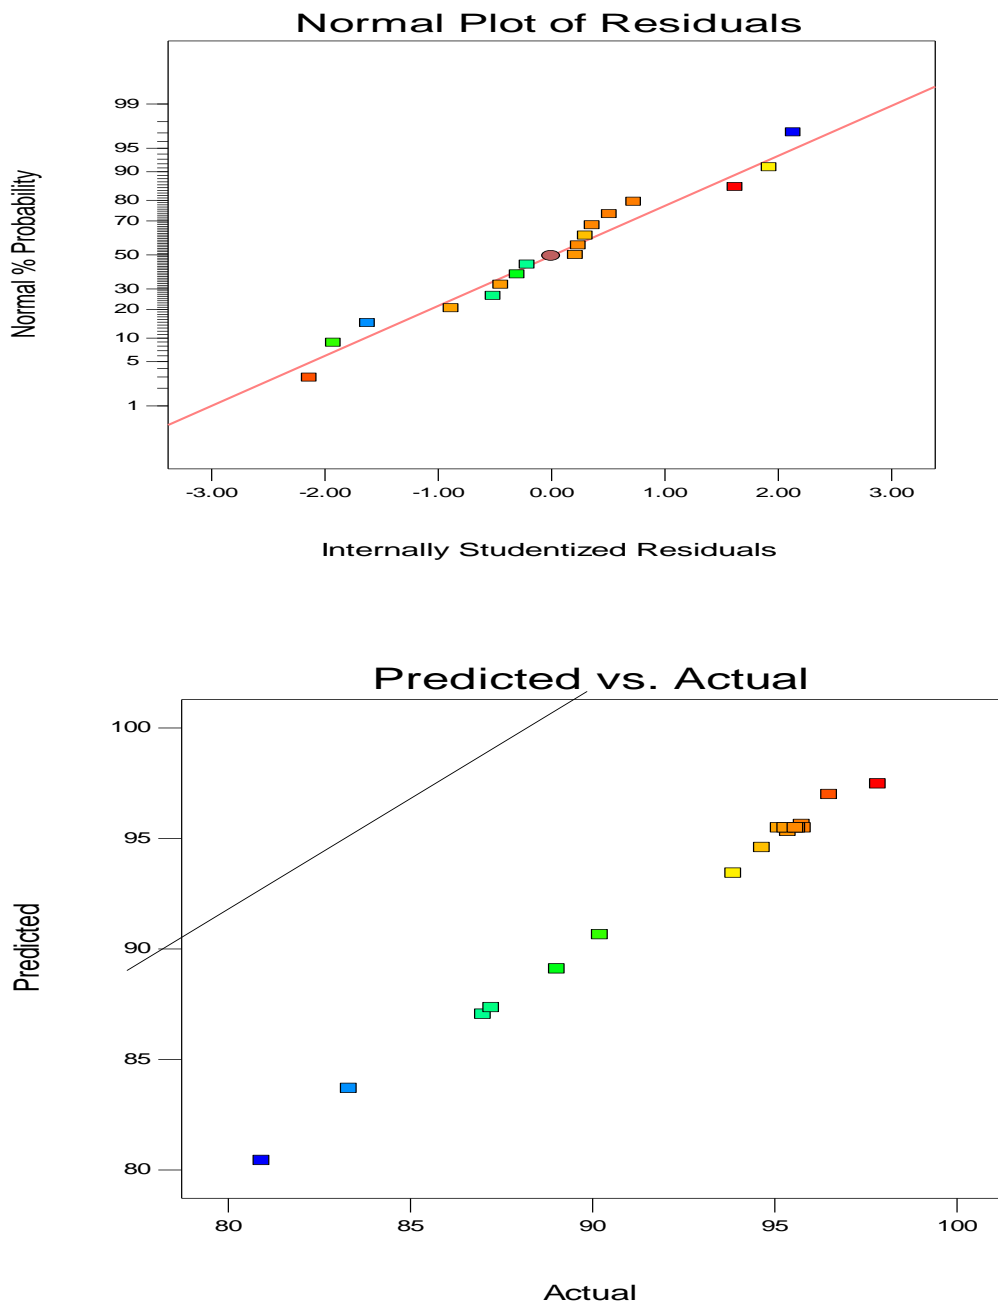 Normal Plot of Residuals
Normal % Probability
99
95
90
80
70
50
30
20
10
5
1
-3.00 -2.00 -1.00 0.00 1.00 2.00 3.00
Internally Studentized Residuals
Predicted vs. Actual
Predicted
100
95
90
85
80
80 85 90 95 100
Actual